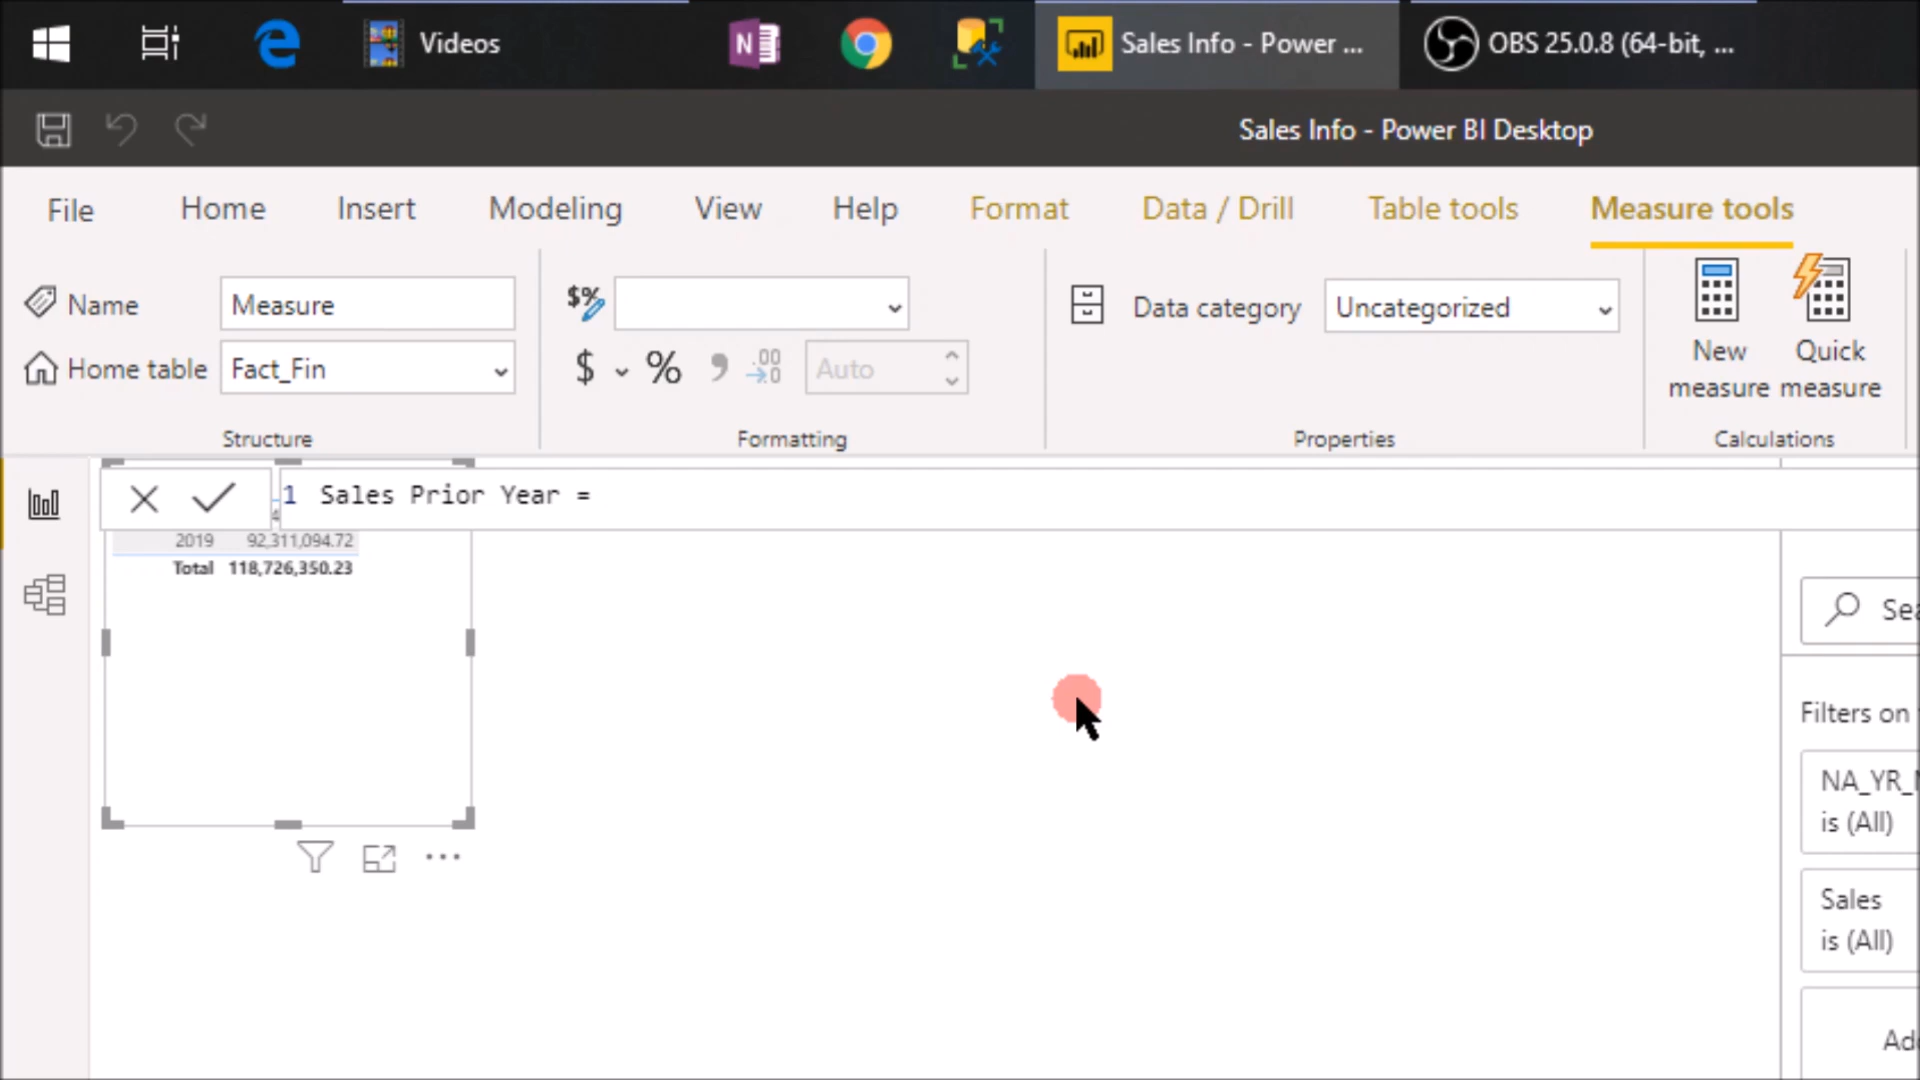 Videos
N
Sales Info - Power ...
OBS 25.0.8 (64-bit, ...
Sales Info - Power BI Desktop
File
Home
Insert
Modeling
View
Help
Format
Data / Drill
Table tools
Measure tools
Name
Measure
Home table
Fact_Fin
Structure
$%
$
%
,
.00
→.0
Auto
Formatting
Data category
Uncategorized
Properties
New
measure
Quick
measure
Calculations
1 Sales Prior Year =
2019 92,311,094.72
Total 118,726,350.23
Filters on
is (All)
Sales
is (All)